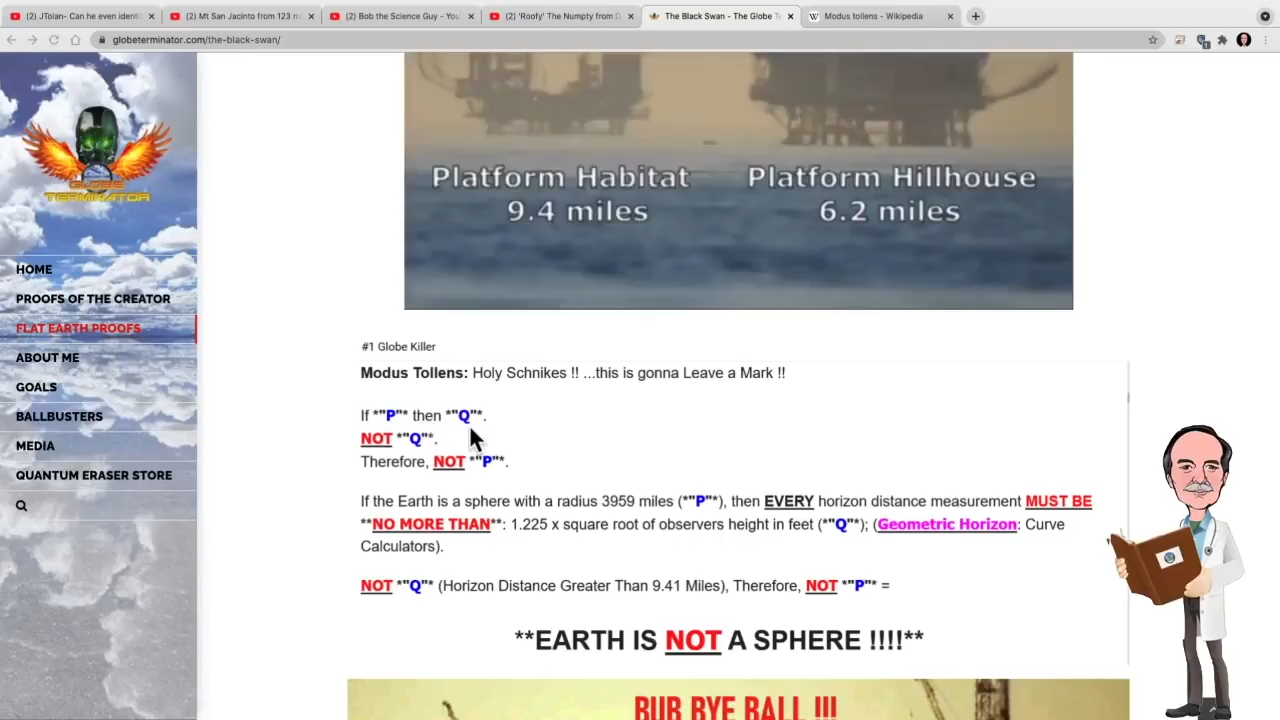 (2) JTolan- Can he even identi
(2) Mt San Jacinto from 123 m
(2) Bob the Science Guy - You
(2) 'Roofy' The Numpty from D
The Black Swan - The Globe Te
Modus tollens - Wikipedia
globeterminator.com/the-black-swan/
GLOBE
TERMINATOR
HOME
PROOFS OF THE CREATOR
FLAT EARTH PROOFS
ABOUT ME
GOALS
BALLBUSTERS
MEDIA
QUANTUM ERASER STORE
Platform Habitat
9.4 miles
Platform Hillhouse
6.2 miles
#1 Globe Killer
Modus Tollens: Holy Schnikes !! ...this is gonna Leave a Mark !!
If *"P"* then *"Q"*.
NOT *"Q"*.
Therefore, NOT *"P"*.
If the Earth is a sphere with a radius 3959 miles (*"P"*), then EVERY horizon distance measurement MUST BE
**NO MORE THAN**: 1.225 x square root of observers height in feet (*"Q"*); (Geometric Horizon: Curve
Calculators).
NOT *"Q"* (Horizon Distance Greater Than 9.41 Miles), Therefore, NOT *"P"* =
**EARTH IS NOT A SPHERE !!!!**
BUB BYE BALL !!!